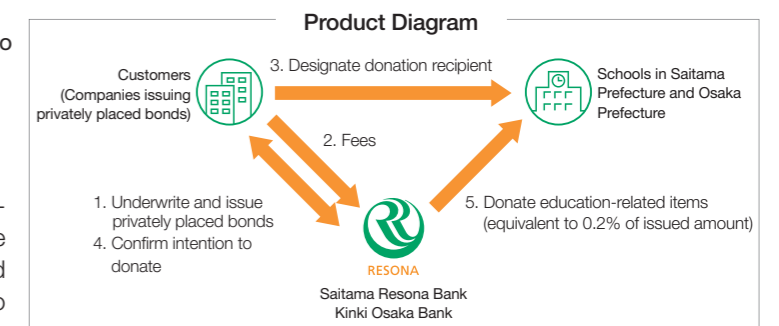 Product Diagram
o
Customers
(Companies issuing
privately placed bonds)
3. Designate donation recipient
Schools in Saitama
Prefecture and Osaka
Prefecture
2. Fees
1. Underwrite and issue
privately placed bonds
4. Confirm intention to
donate
5. Donate education-related items
(equivalent to 0.2% of issued amount)
RESONA
Saitama Resona Bank
Kinki Osaka Bank
-
e
d
o